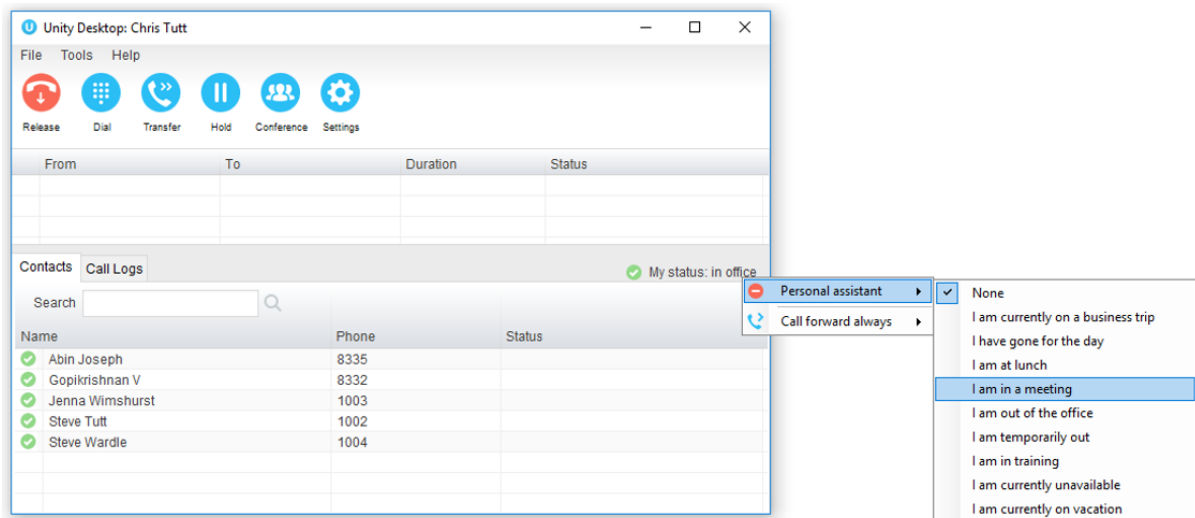 Unity Desktop: Chris Tutt
File Tools Help
Release Dial Transfer Hold Conference Settings
From To Duration Status
Contacts Call Logs
My status: in office
Search
Name Phone Status
Abin Joseph 8335
Gopikrishnan V 8332
Jenna Wimshurst 1003
Steve Tutt 1002
Steve Wardle 1004
Personal assistant
Call forward always
None
I am currently on a business trip
I have gone for the day
I am at lunch
I am in a meeting
I am out of the office
I am temporarily out
I am in training
I am currently unavailable
I am currently on vacation